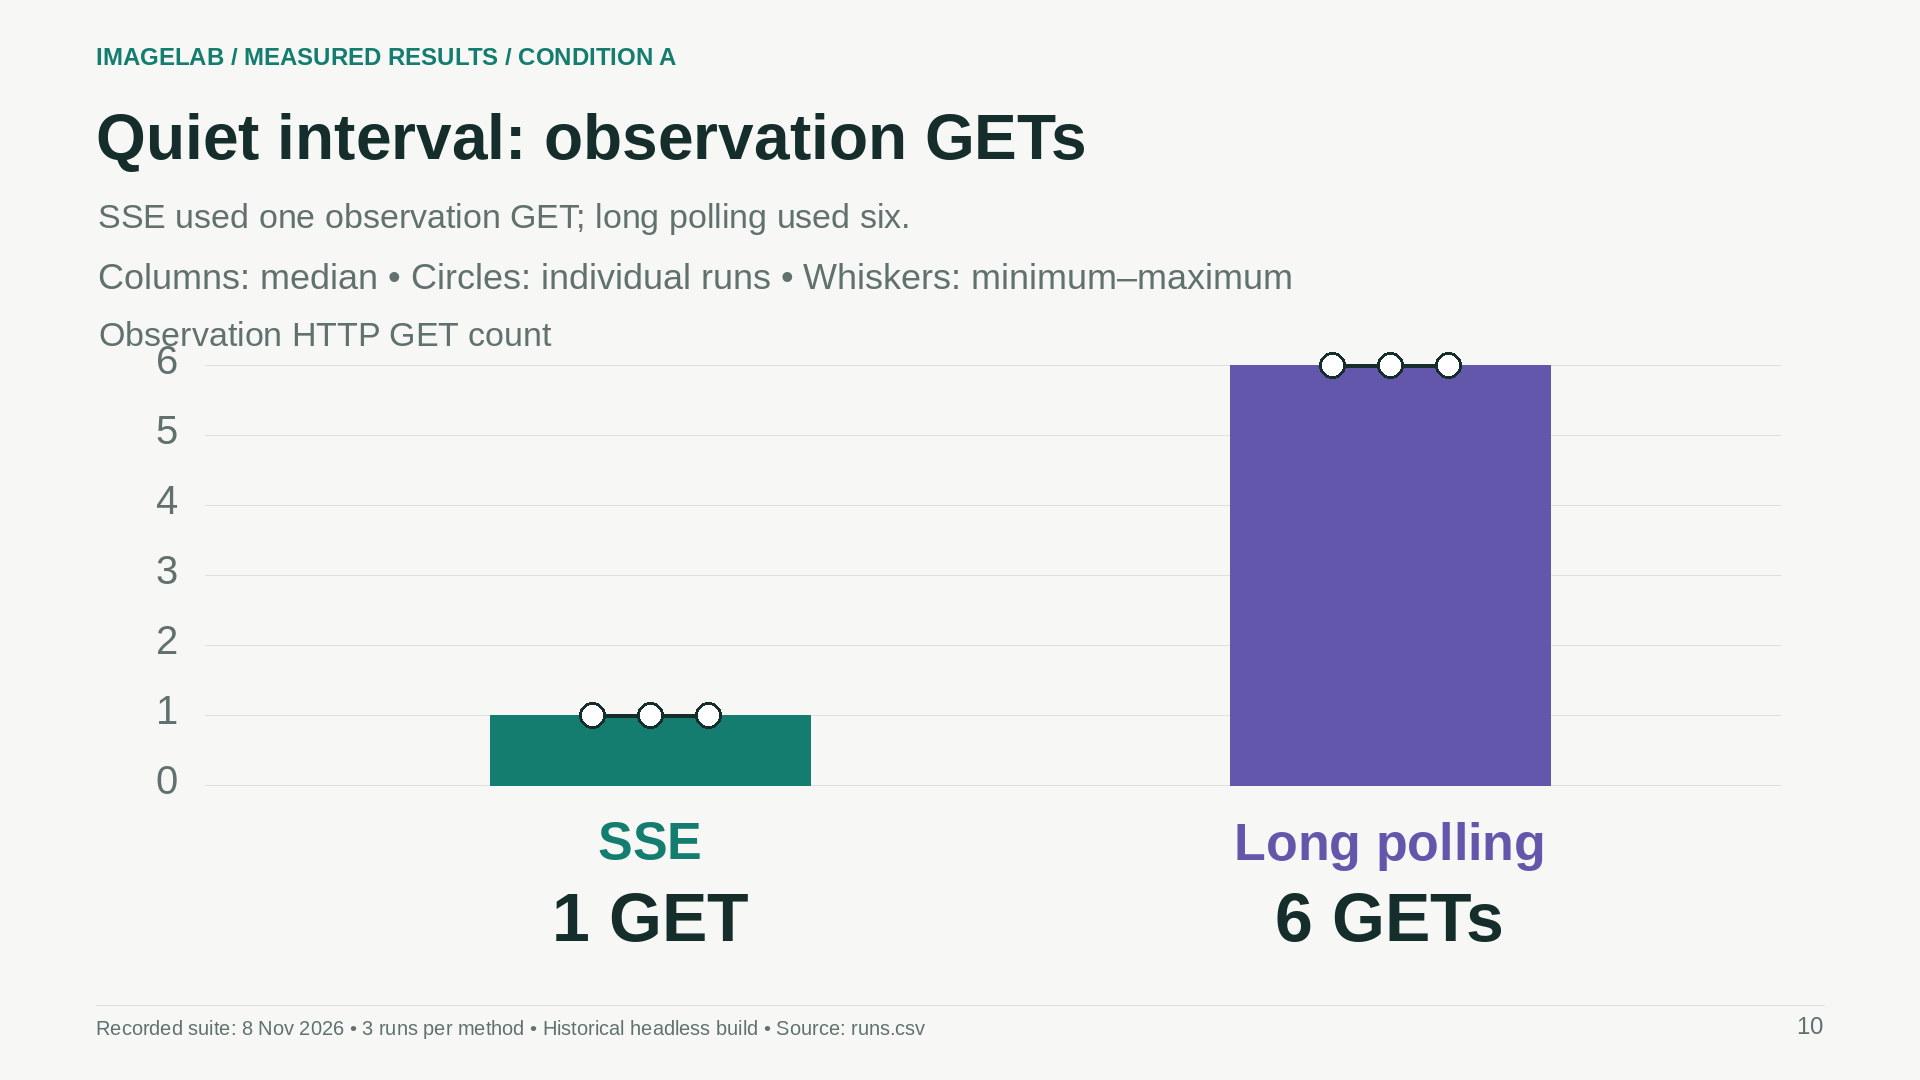 IMAGELAB / MEASURED RESULTS / CONDITION A
Quiet interval: observation GETs
SSE used one observation GET; long polling used six.
Columns: median • Circles: individual runs • Whiskers: minimum–maximum
Observation HTTP GET count
6
5
4
3
2
1
0
SSE
Long polling
1 GET
6 GETs
Recorded suite: 8 Nov 2026 • 3 runs per method • Historical headless build • Source: runs.csv
10